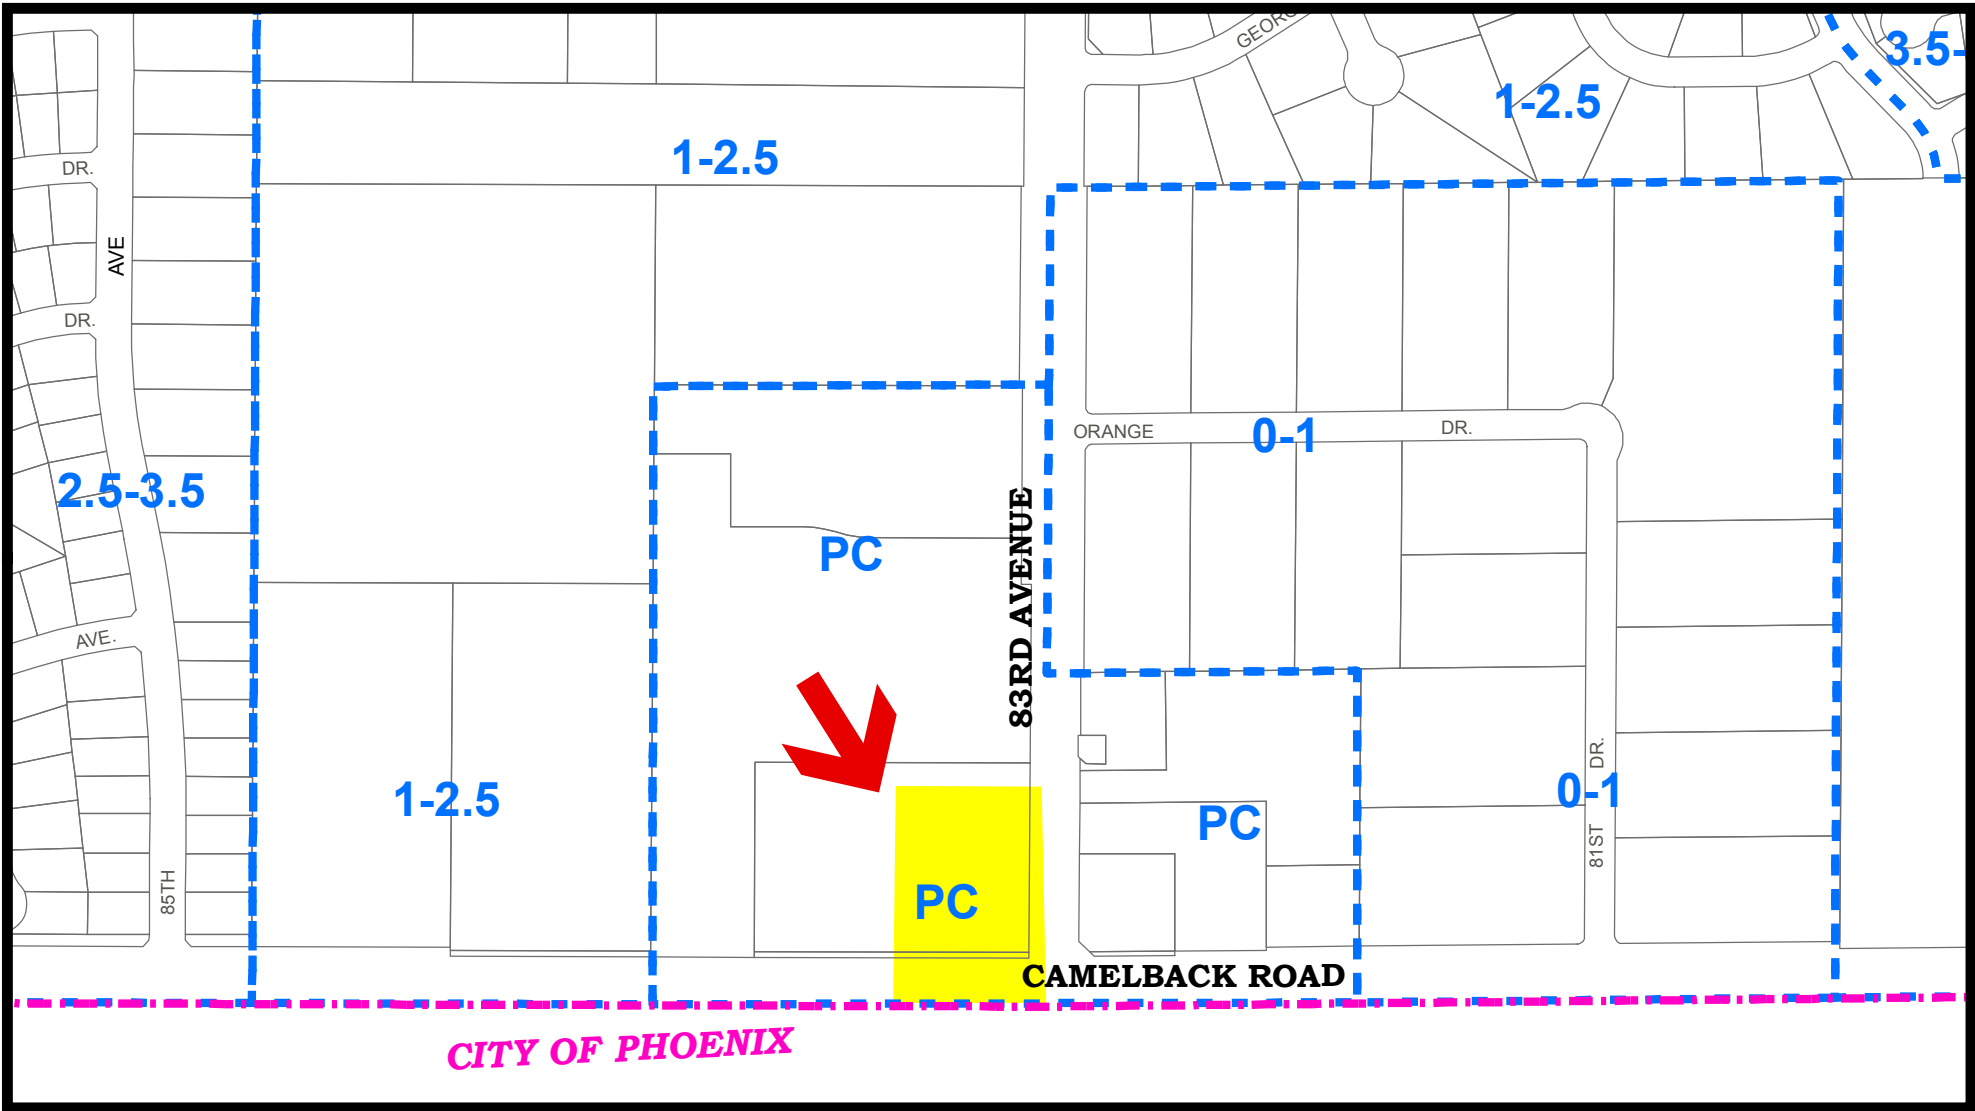 GEORG
3.5-
1-2.5
1-2.5
DR.
AVE
DR.
ORANGE
0-1
DR.
2.5-3.5
83RD AVENUE
PC
AVE.
1-2.5
PC
0-1
81ST DR.
85TH
PC
CAMELBACK ROAD
CITY OF PHOENIX